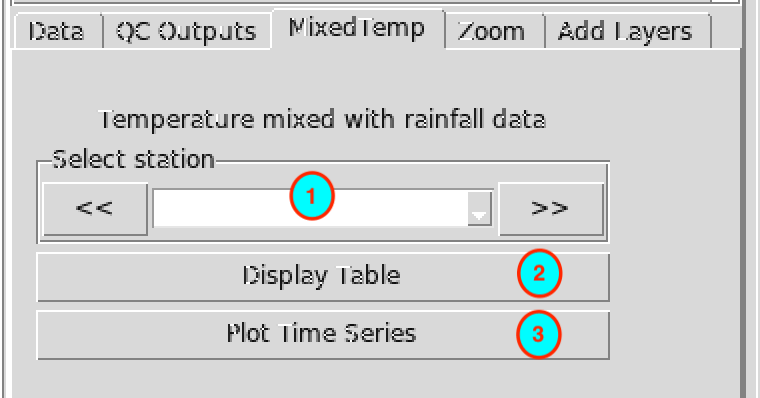 Data QC Outputs MixedTemp Zoom Add Layers
Temperature mixed with rainfall data
Select station
<< 1 >>
Display Table 2
Plot Time Series 3